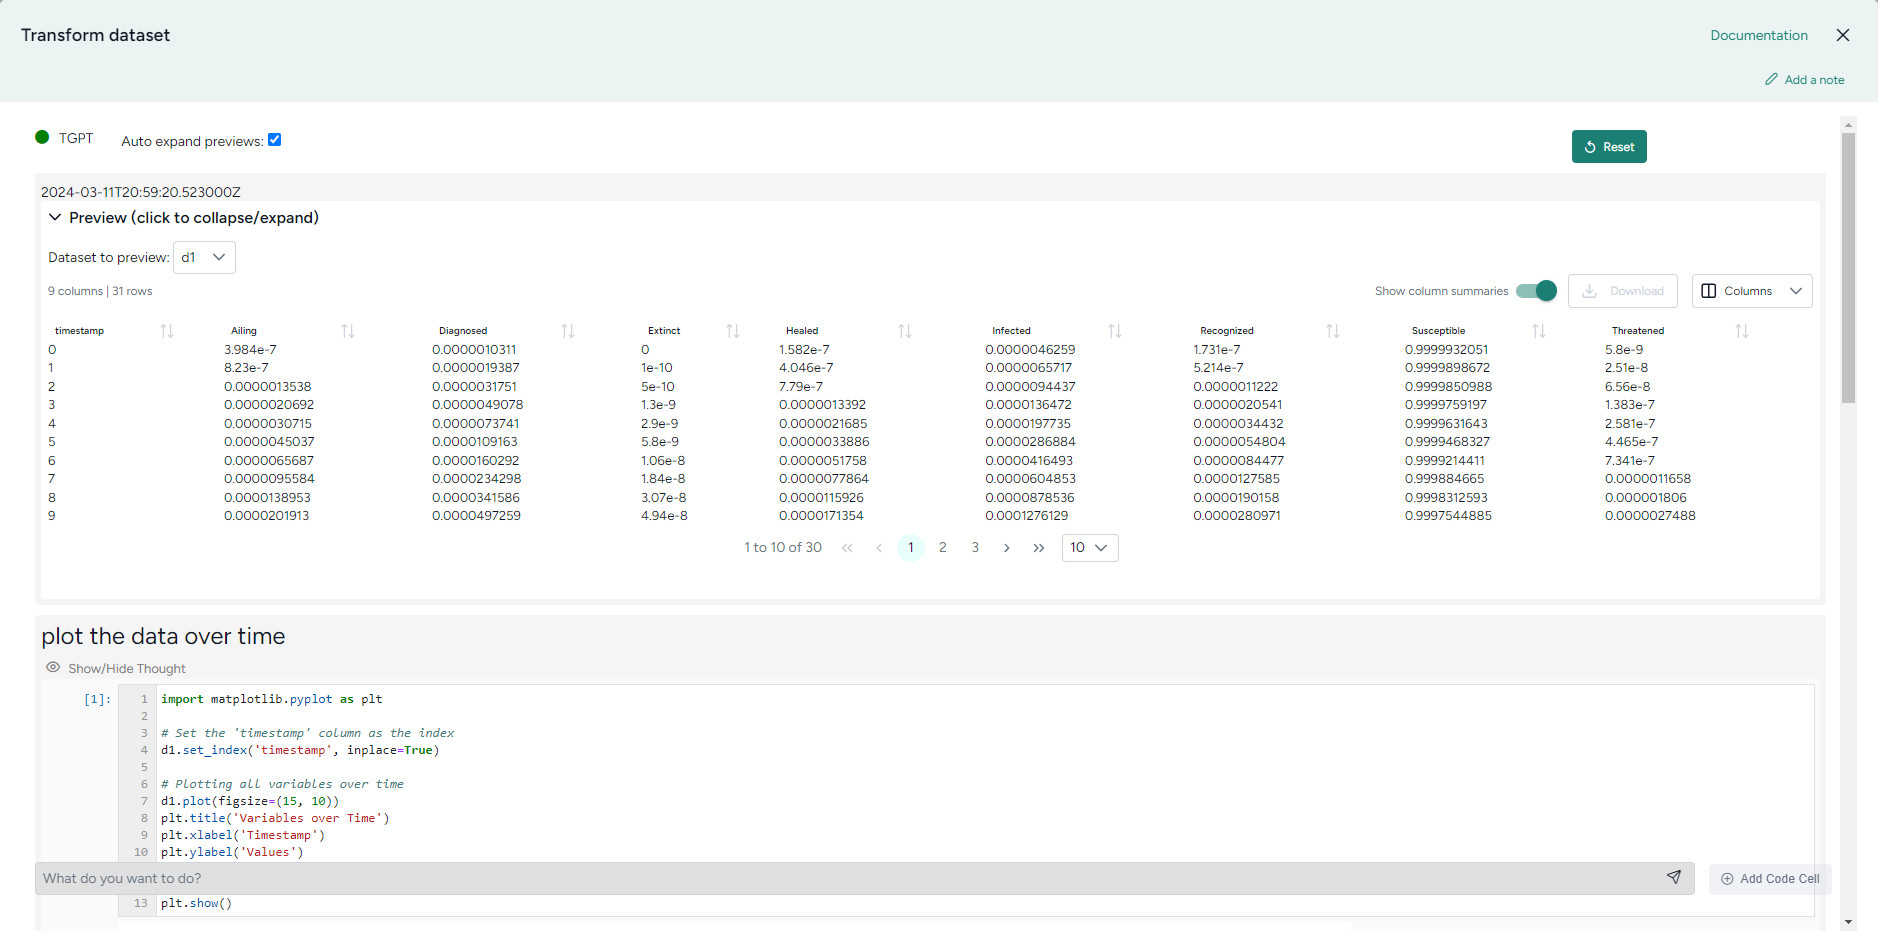 Transform dataset
Documentation
Add a note
TGPT
Auto expand previews:
Reset
2024-03-11T20:59:20.523000Z
Preview (click to collapse/expand)
Dataset to preview: d1
9 columns | 31 rows
Show column summaries
Download
Columns
timestamp Ailing Diagnosed Extinct Healed Infected Recognized Susceptible Threatened
0 3.984e-7 0.0000010311 0 1.582e-7 0.0000046259 1.731e-7 0.9999932051 5.8e-9
1 8.23e-7 0.0000019387 1e-10 4.046e-7 0.0000065717 5.214e-7 0.9999898672 2.51e-8
2 0.0000013538 0.0000031751 5e-10 7.79e-7 0.0000094437 0.0000011222 0.9999850988 6.56e-8
3 0.0000020692 0.0000049078 1.3e-9 0.0000013392 0.0000136472 0.0000020541 0.9999759197 1.383e-7
4 0.0000030715 0.0000073741 2.9e-9 0.0000021685 0.0000197735 0.0000034432 0.9999631643 2.581e-7
5 0.0000045037 0.0000109163 5.8e-9 0.0000033886 0.0000286884 0.0000054804 0.9999468327 4.465e-7
6 0.0000065687 0.0000160292 1.06e-8 0.0000051758 0.0000416493 0.0000084477 0.9999214411 7.341e-7
7 0.0000095584 0.0000234298 1.84e-8 0.0000077864 0.0000604853 0.0000127585 0.999884665 0.0000011658
8 0.0000138953 0.0000341586 3.07e-8 0.0000115926 0.0000878536 0.0000190158 0.9998312593 0.000001806
9 0.0000201913 0.0000497259 4.94e-8 0.0000171354 0.0001276129 0.0000280971 0.9997544885 0.0000027488
1 to 10 of 30 « ‹ 1 2 3 › » 10
plot the data over time
Show/Hide Thought
[1]:
1 import matplotlib.pyplot as plt
2
3 # Set the 'timestamp' column as the index
4 d1.set_index('timestamp', inplace=True)
5
6 # Plotting all variables over time
7 d1.plot(figsize=(15, 10))
8 plt.title('Variables over Time')
9 plt.xlabel('Timestamp')
10 plt.ylabel('Values')
What do you want to do?
Add Code Cell
13 plt.show()